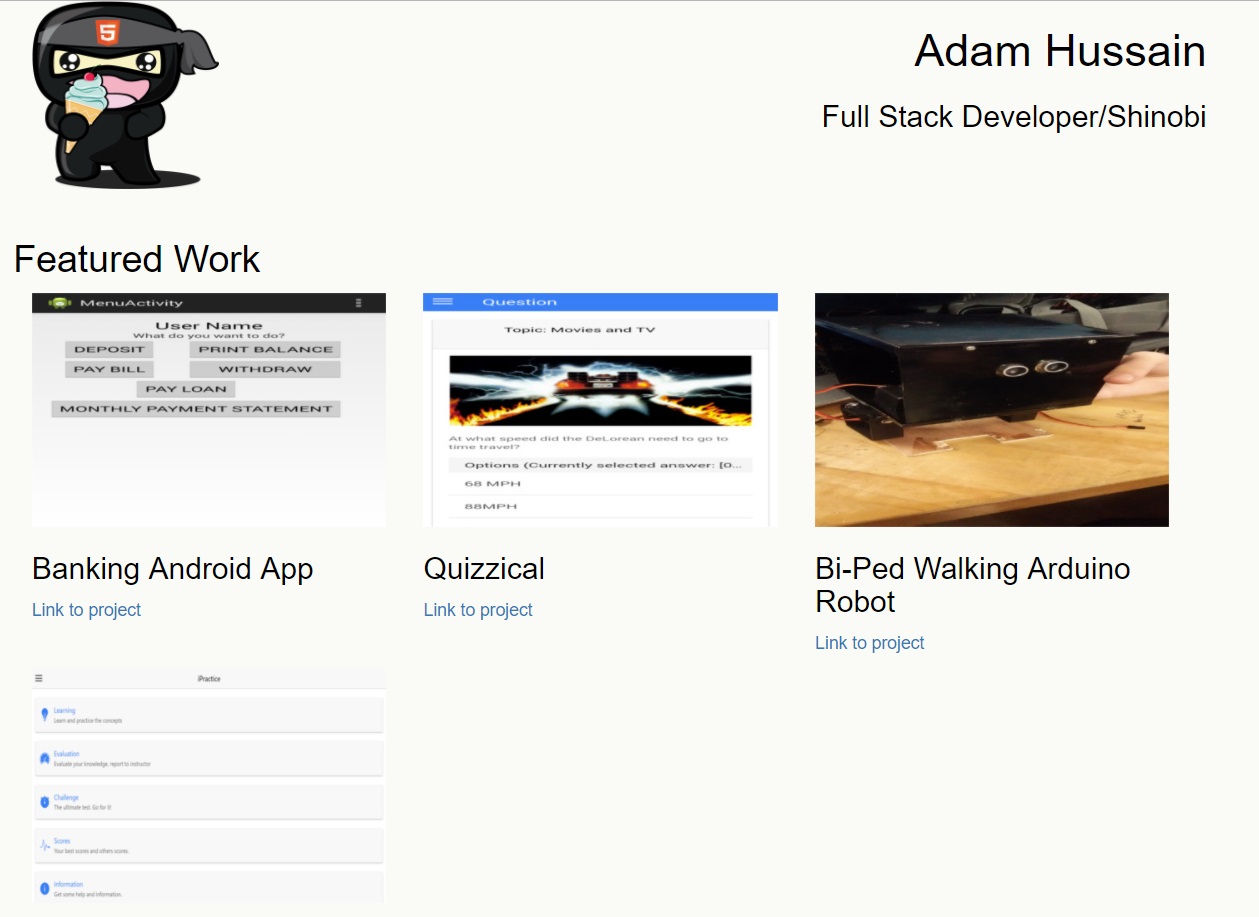 5
Adam Hussain
Full Stack Developer/Shinobi
Featured Work
MenuActivity
User Name
What do you want to do?
DEPOSIT PRINT BALANCE
PAY BILL WITHDRAW
PAY LOAN
MONTHLY PAYMENT STATEMENT
Question
Topic: Movies and TV
At what speed did the DeLorean need to go to
time travel?
Options (Currently selected answer: [0...
68 MPH
88MPH
Banking Android App
Link to project
Quizzical
Link to project
Bi-Ped Walking Arduino
Robot
Link to project
iPractice
Learning
Learn and practice the concepts.
Evaluation
Evaluate your knowledge, report to instructor
Challenge
The ultimate test. Go for it!
Scores
Your best scores and others scores.
Information
Get some help and information.